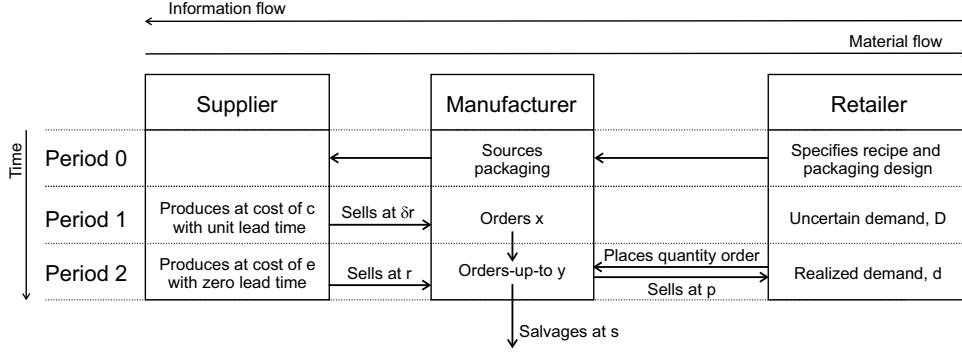 Information flow
Material flow
Supplier
Manufacturer
Retailer
Time
Period 0
Sources
packaging
Specifies recipe and
packaging design
Period 1
Produces at cost of c
with unit lead time
Sells at δr
Orders x
Uncertain demand, D
Period 2
Produces at cost of e
with zero lead time
Sells at r
Orders-up-to y
Places quantity order
Sells at p
Realized demand, d
Salvages at s